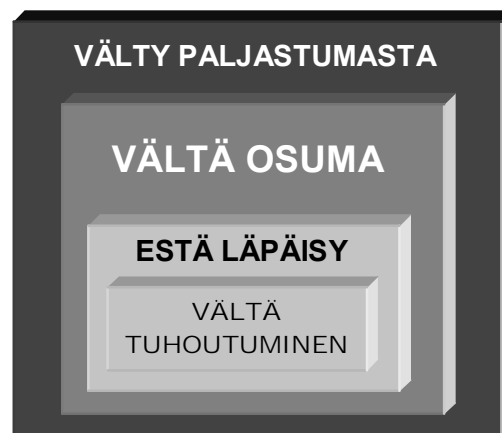 VÄLTY PALJASTUMASTA
VÄLTÄ OSUMA
ESTÄ LÄPÄISY
VÄLTÄ
TUHOUTUMINEN